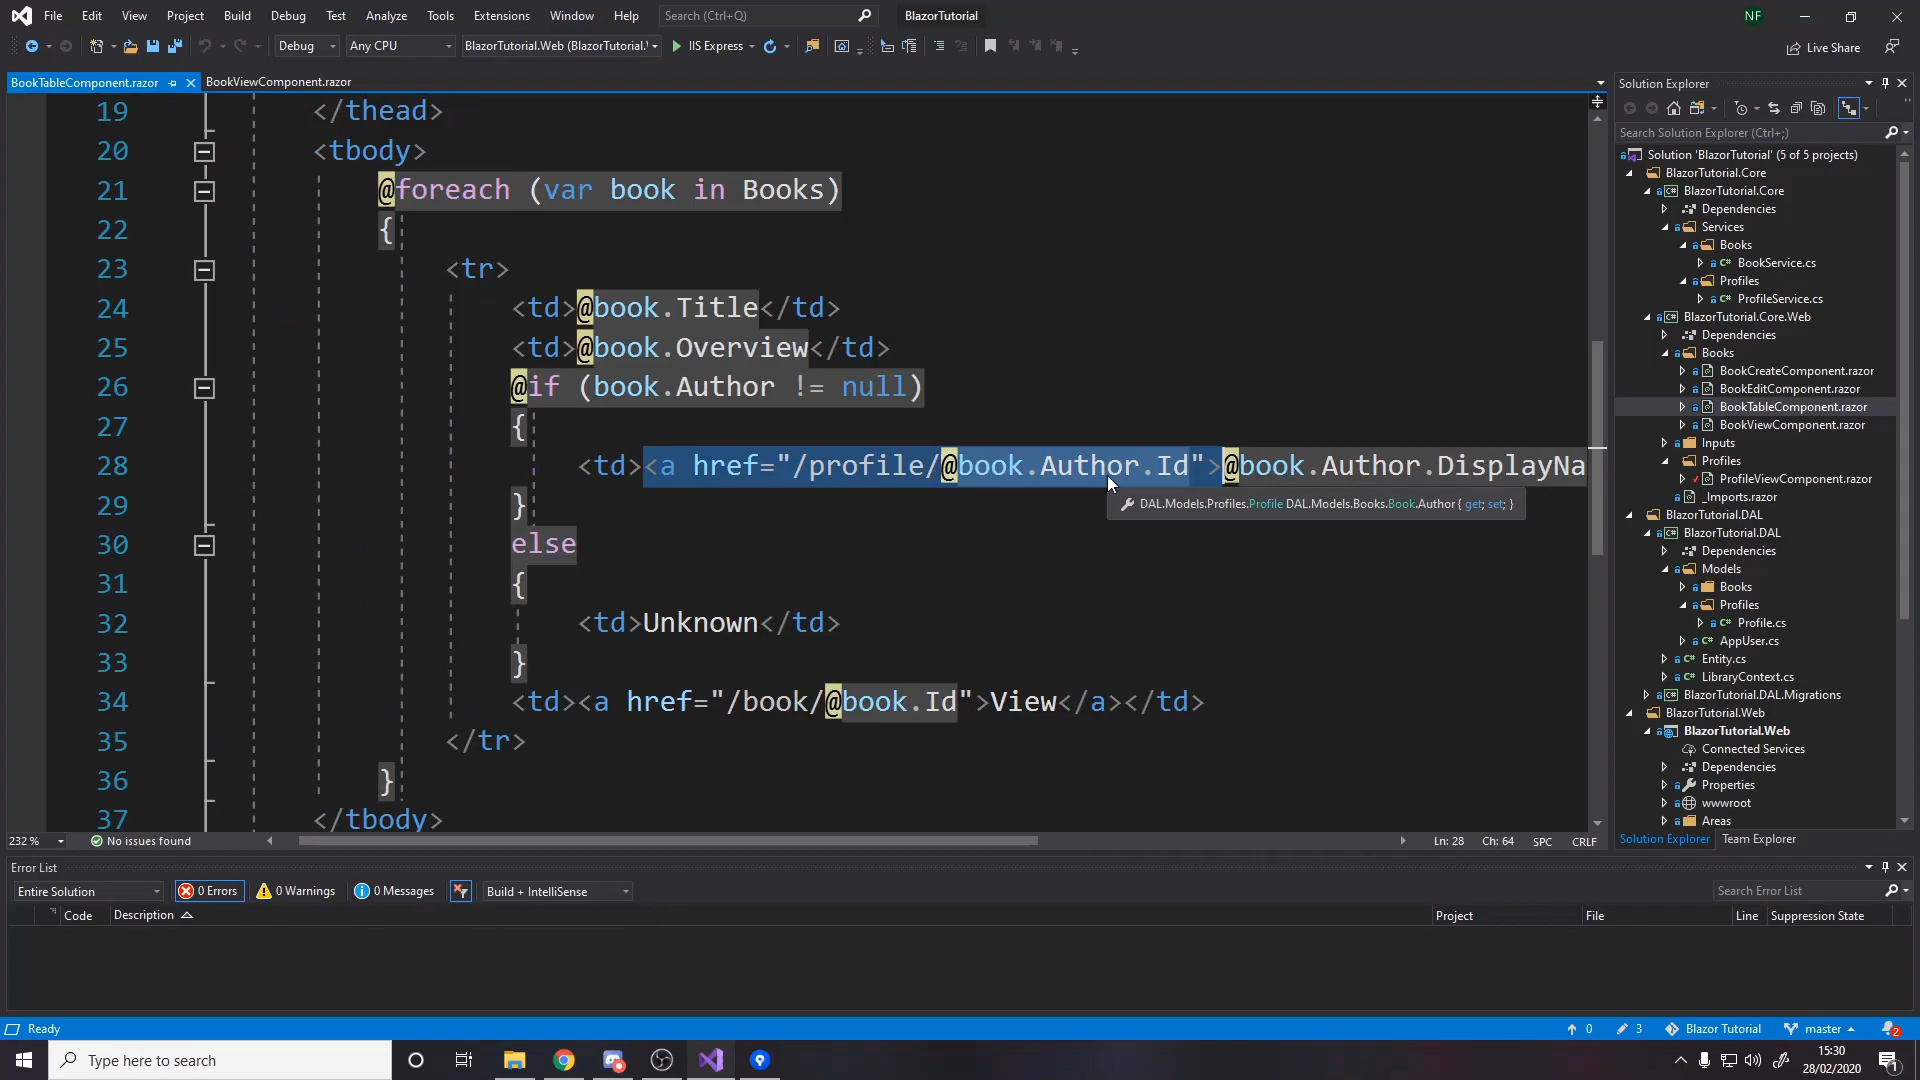 File Edit View Project Build Debug Test Analyze Tools Extensions Window Help Search (Ctrl+Q) BlazorTutorial NF
Debug Any CPU BlazorTutorial.Web (BlazorTutorial.\ IIS Express Live Share
BookTableComponent.razor BookViewComponent.razor
19 </thead>
20 <tbody>
21 @foreach (var book in Books)
22 {
23 <tr>
24 <td>@book.Title</td>
25 <td>@book.Overview</td>
26 @if (book.Author != null)
27 {
28 <td><a href="/profile/@book.Author.Id">@book.Author.DisplayNa
DAL.Models.Profiles.Profile DAL.Models.Books.Book.Author { get; set; }
29 }
30 else
31 {
32 <td>Unknown</td>
33 }
34 <td><a href="/book/@book.Id">View</a></td>
35 </tr>
36 }
37 </tbody>
232 % No issues found Ln: 28 Ch: 64 SPC CRLF
Solution Explorer
Search Solution Explorer (Ctrl+;)
Solution 'BlazorTutorial' (5 of 5 projects)
BlazorTutorial.Core
BlazorTutorial.Core
Dependencies
Services
Books
BookService.cs
Profiles
ProfileService.cs
BlazorTutorial.Core.Web
Dependencies
Books
BookCreateComponent.razor
BookEditComponent.razor
BookTableComponent.razor
BookViewComponent.razor
Inputs
Profiles
ProfileViewComponent.razor
_Imports.razor
BlazorTutorial.DAL
BlazorTutorial.DAL
Dependencies
Models
Books
Profiles
Profile.cs
AppUser.cs
Entity.cs
LibraryContext.cs
BlazorTutorial.DAL.Migrations
BlazorTutorial.Web
BlazorTutorial.Web
Connected Services
Dependencies
Properties
wwwroot
Areas
Solution Explorer Team Explorer
Error List
Entire Solution 0 Errors 0 Warnings 0 Messages Build + IntelliSense Search Error List
Code Description Project File Line Suppression State
Ready 0 3 Blazor Tutorial master 2
Type here to search 15:30
28/02/2020 1